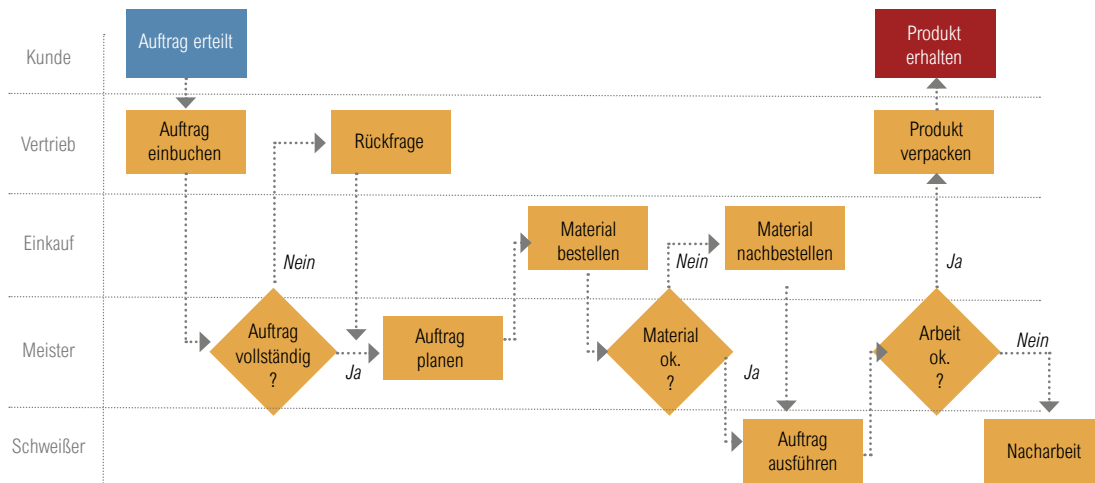 Kunde
Auftrag erteilt
Produkt
erhalten
Vertrieb
Auftrag
einbuchen
Rückfrage
Produkt
verpacken
Einkauf
Nein
Material
bestellen
Nein
Material
nachbestellen
Ja
Meister
Auftrag
vollständig
?
Ja
Auftrag
planen
Material
ok.
?
Ja
Arbeit
ok.
?
Nein
Schweißer
Auftrag
ausführen
Nacharbeit